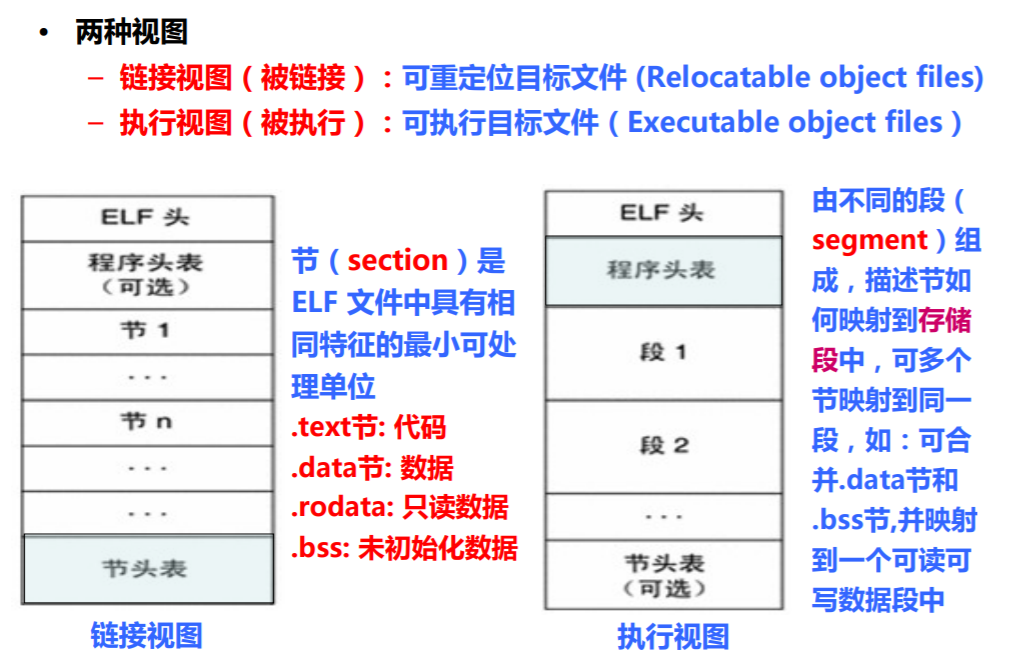 • 两种视图
– 链接视图（被链接）：可重定位目标文件 (Relocatable object files)
– 执行视图（被执行）：可执行目标文件（Executable object files）
ELF 头
程序头表
（可选）
节 1
. . .
节 n
. . .
. . .
节头表
链接视图
节（section）是
ELF 文件中具有相
同特征的最小可处
理单位
.text节: 代码
.data节: 数据
.rodata: 只读数据
.bss: 未初始化数据
ELF 头
程序头表
段 1
段 2
. . .
节头表
（可选）
执行视图
由不同的段（
segment）组
成，描述节如
何映射到存储
段中，可多个
节映射到同一
段，如：可合
并.data节和
.bss节,并映射
到一个可读可
写数据段中